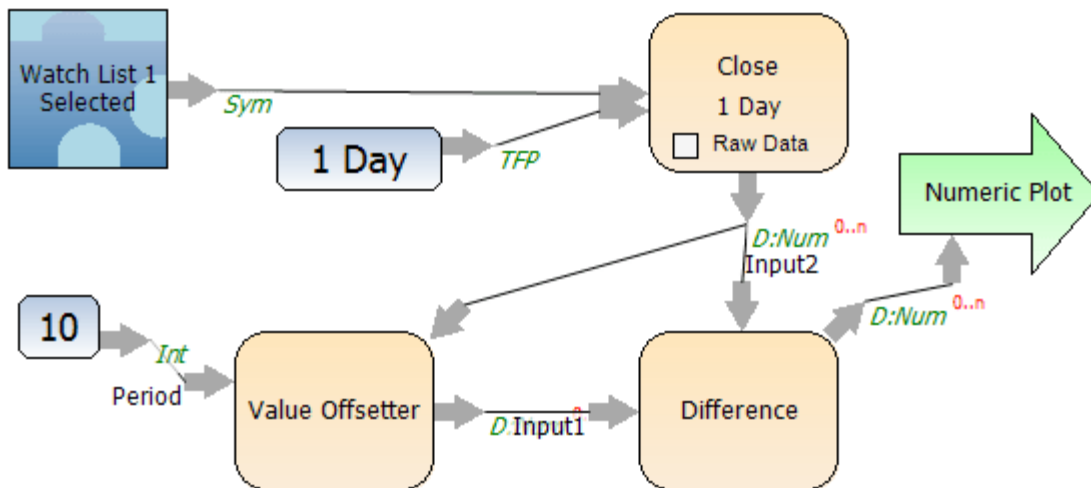 Watch List 1
Selected
Sym
1 Day
TFP
Close
1 Day
Raw Data
Numeric Plot
D:Num 0..n
Input2
10
Int
Period
Value Offsetter
D:
Input1
Difference
D:Num 0..n